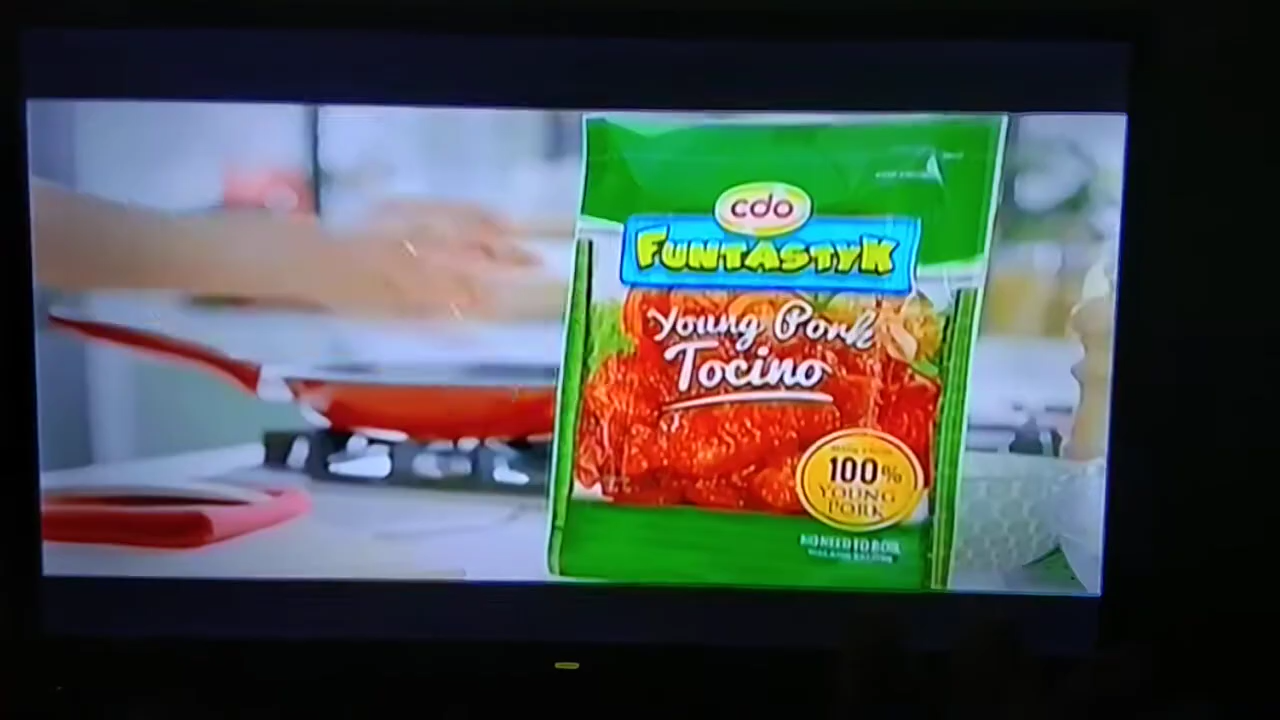 cdo
FUNTASTYK
Young Pork
Tocino
100%
YOUNG
PORK
NO NEED TO BOIL